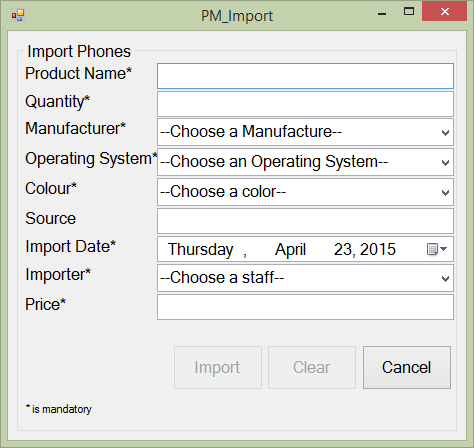 PM_Import
Import Phones
Product Name*
Quantity*
Manufacturer* --Choose a Manufacture--
Operating System* --Choose an Operating System--
Colour* --Choose a color--
Source
Import Date* Thursday , April 23, 2015
Importer* --Choose a staff--
Price*
Import Clear Cancel
* is mandatory